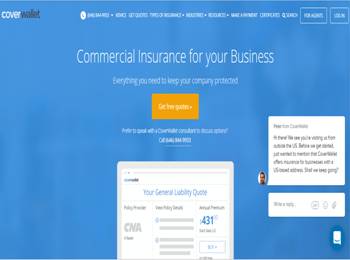 coverwallet
(646) 844-9933 ADVICE GET QUOTES TYPES OF INSURANCE INDUSTRIES RESOURCES MAKE A PAYMENT CERTIFICATES SEARCH FOR AGENTS LOG IN
Commercial Insurance for your Business
Everything you need to keep your company protected
Get free quotes »
Prefer to speak with a CoverWallet consultant to discuss options?
Call (646) 844-9933
coverwallet
Your General Liability Quote
Policy Provider View Policy Details Annual Premium
CNA
$431
BUY >
Peter from CoverWallet
Hi there! We see you're visiting us from
outside the US. Before we get started,
just wanted to mention that CoverWallet
offers insurance for businesses with a
US-based address. Shall we keep going?
Write a reply...